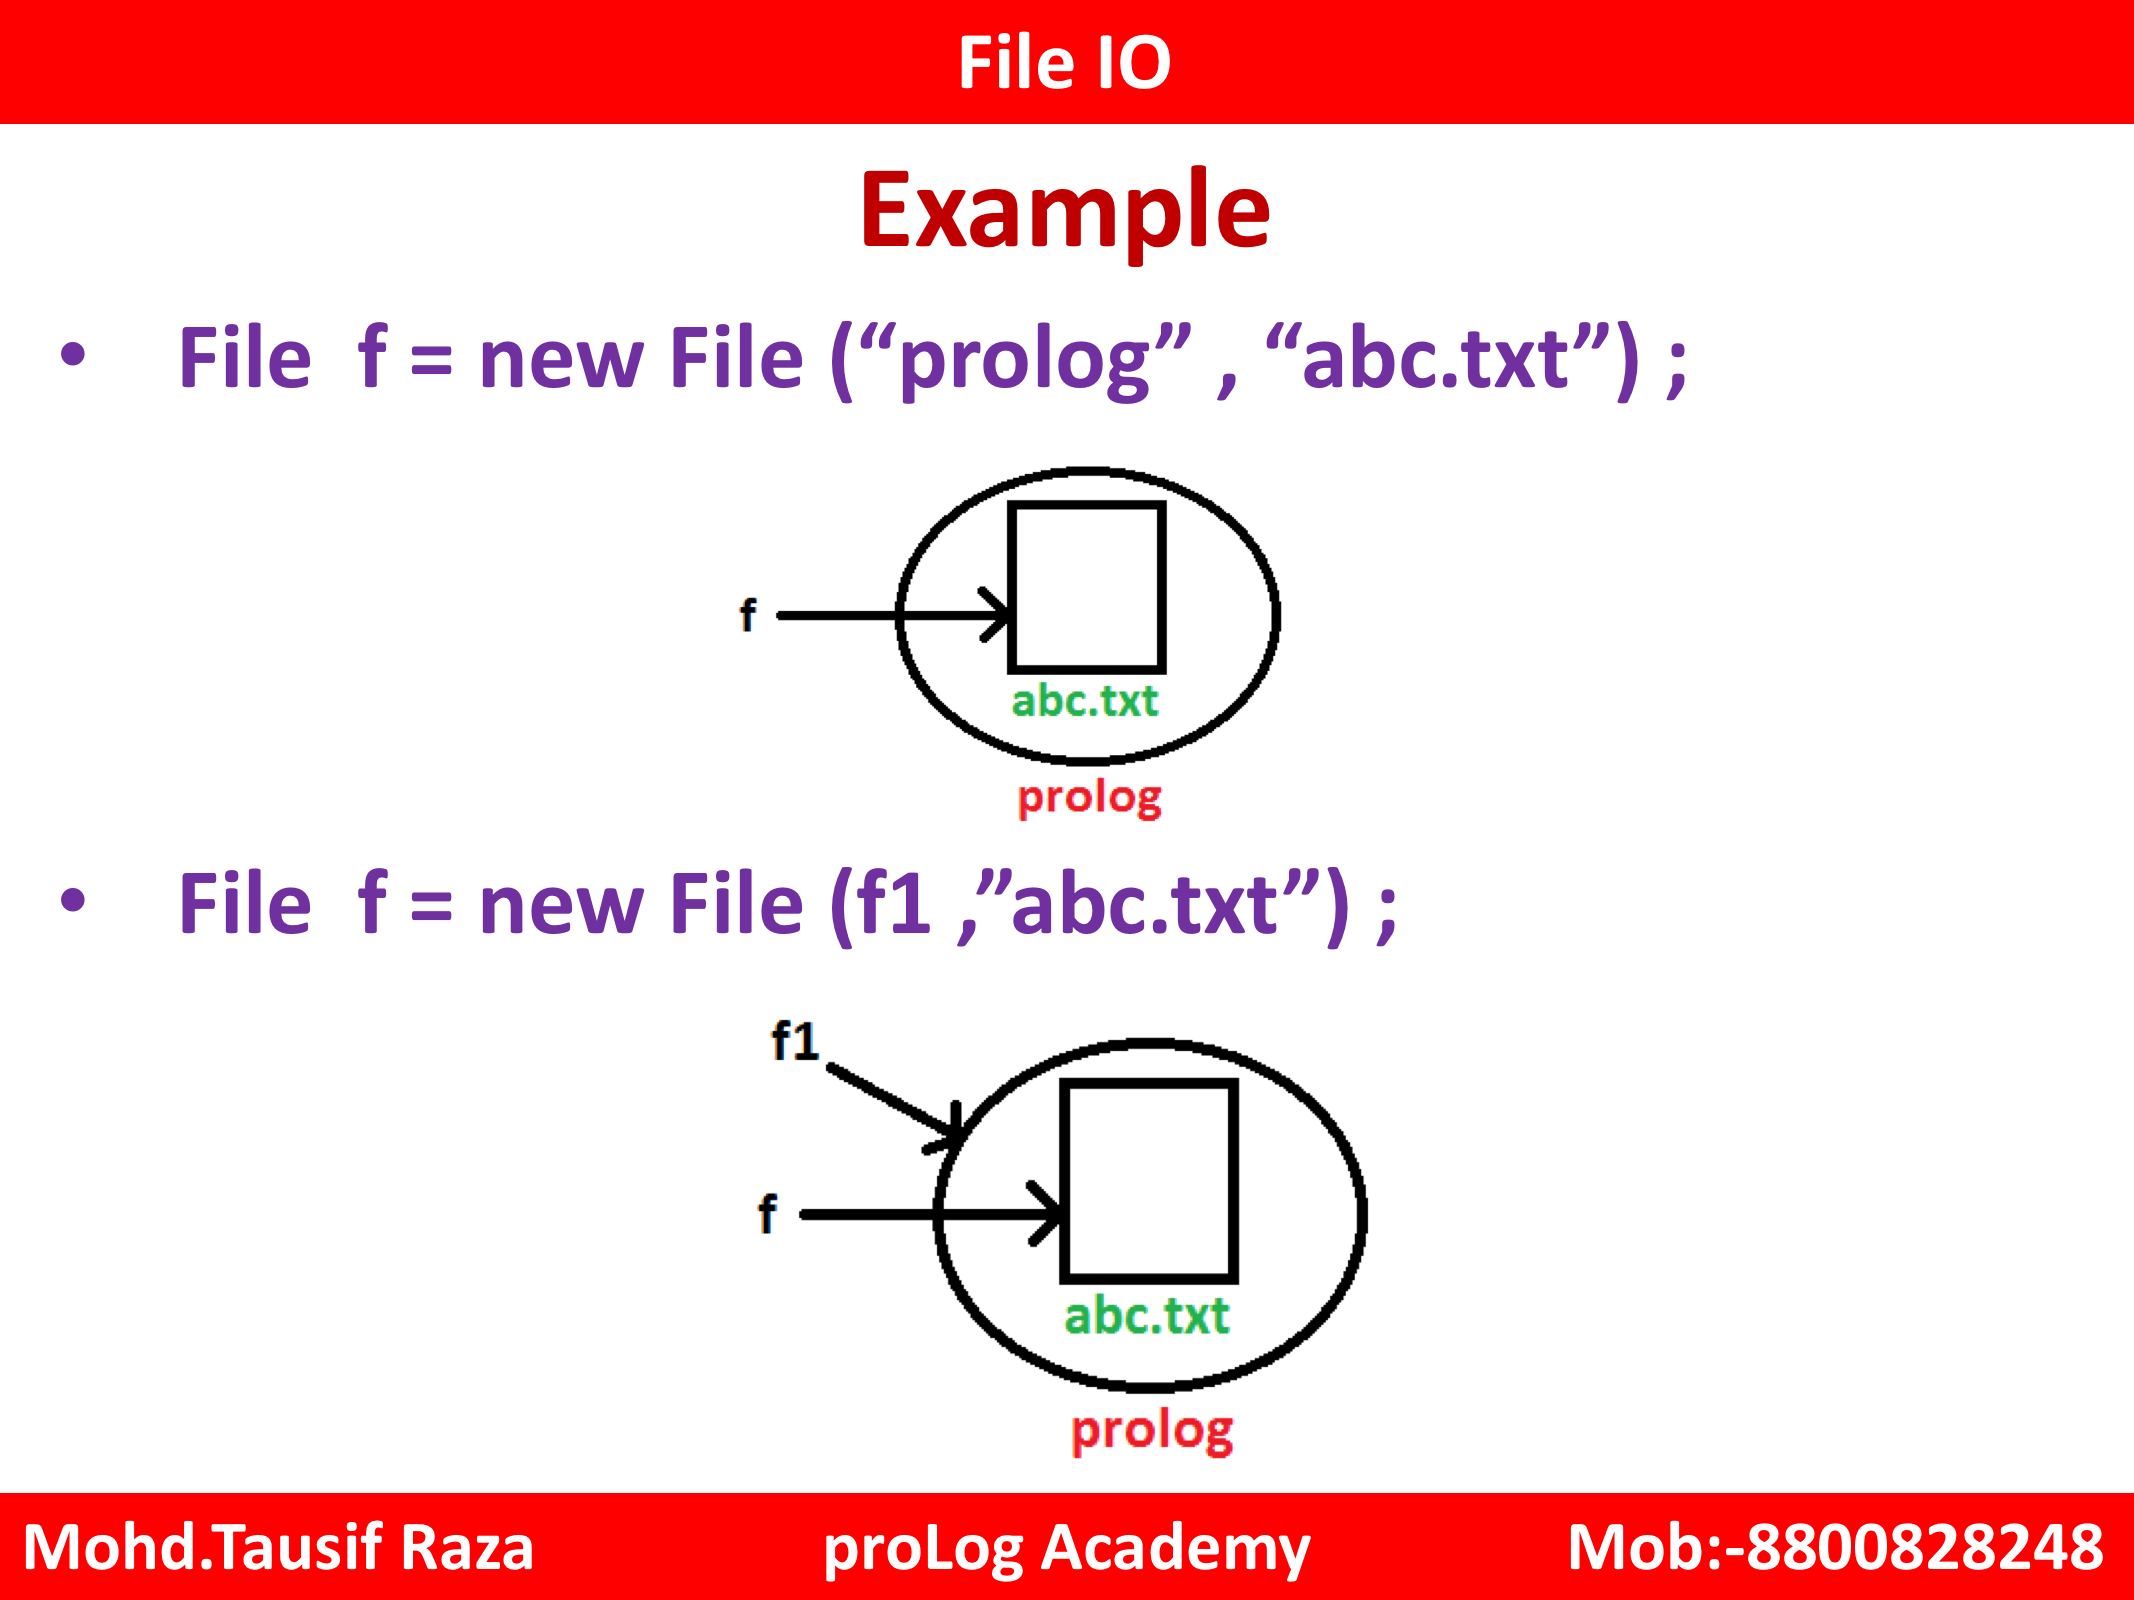 File IO
Example
• File f = new File (“prolog” , “abc.txt”) ;
f
abc.txt
prolog
• File f = new File (f1 ,”abc.txt”) ;
f1
f
abc.txt
prolog
Mohd.Tausif Raza proLog Academy Mob:-8800828248